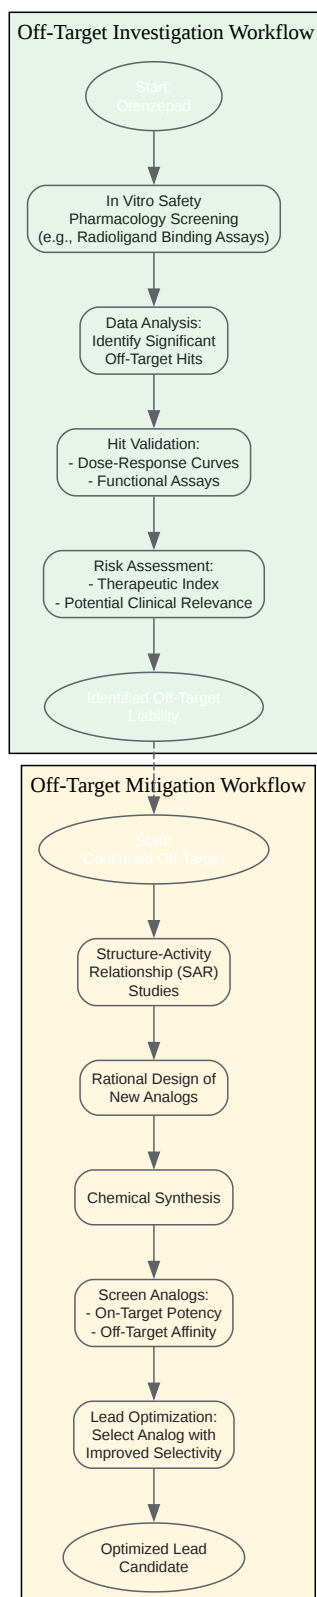 Off-Target Investigation Workflow
Start:
Otenzepad
In Vitro Safety
Pharmacology Screening
(e.g., Radioligand Binding Assays)
Data Analysis:
Identify Significant
Off-Target Hits
Hit Validation:
- Dose-Response Curves
- Functional Assays
Risk Assessment:
- Therapeutic Index
- Potential Clinical Relevance
Identified Off-Target
Liability
Off-Target Mitigation Workflow
Start:
Confirmed Off-Target
Structure-Activity
Relationship (SAR)
Studies
Rational Design of
New Analogs
Chemical Synthesis
Screen Analogs:
- On-Target Potency
- Off-Target Affinity
Lead Optimization:
Select Analog with
Improved Selectivity
Optimized Lead
Candidate